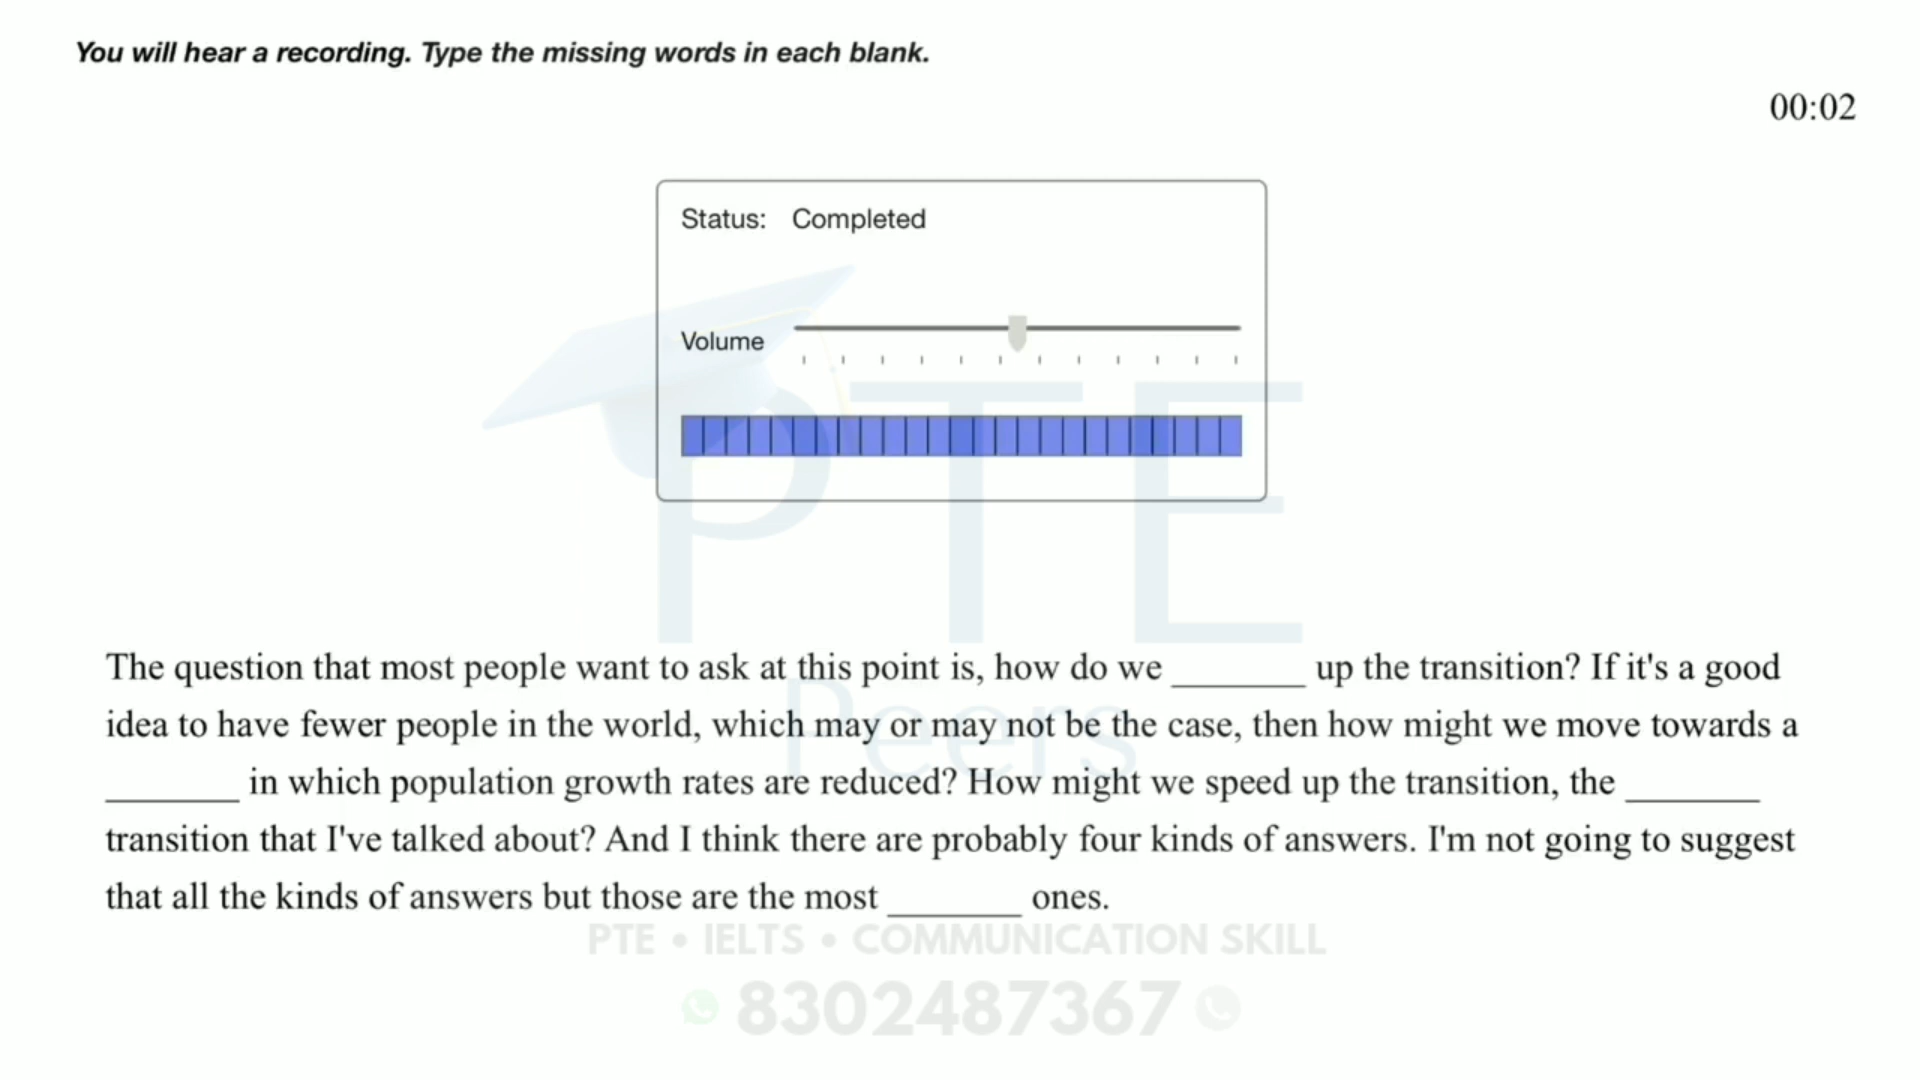 You will hear a recording. Type the missing words in each blank.
00:02
Status: Completed
Volume
PTE
Peers
The question that most people want to ask at this point is, how do we _______ up the transition? If it's a good
idea to have fewer people in the world, which may or may not be the case, then how might we move towards a
_______ in which population growth rates are reduced? How might we speed up the transition, the _______
transition that I've talked about? And I think there are probably four kinds of answers. I'm not going to suggest
that all the kinds of answers but those are the most _______ ones.
PTE • IELTS • COMMUNICATION SKILL
8302487367